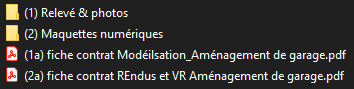 (1) Relevé & photos
(2) Maquettes numériques
(1a) fiche contrat Modéilsation_Aménagement de garage.pdf
(2a) fiche contrat REndus et VR Aménagement de garage.pdf